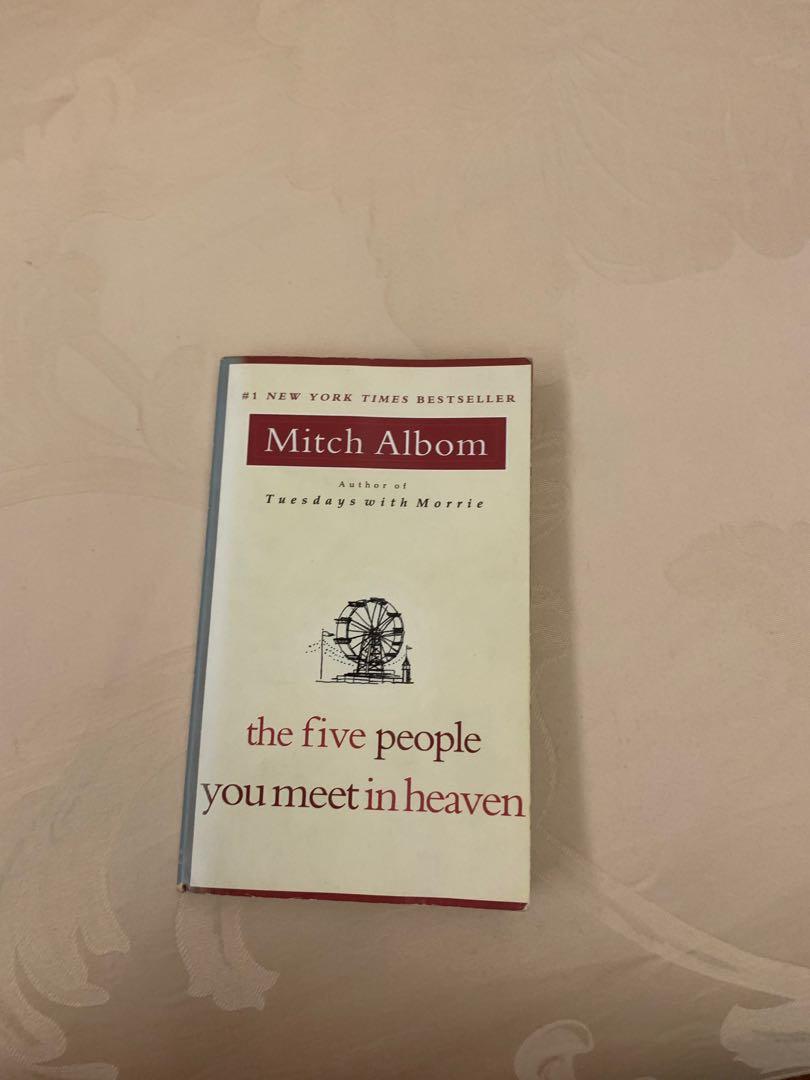 #1 NEW YORK TIMES BESTSELLER
Mitch Albom
Author of
Tuesdays with Morrie
the five people
you meet in heaven